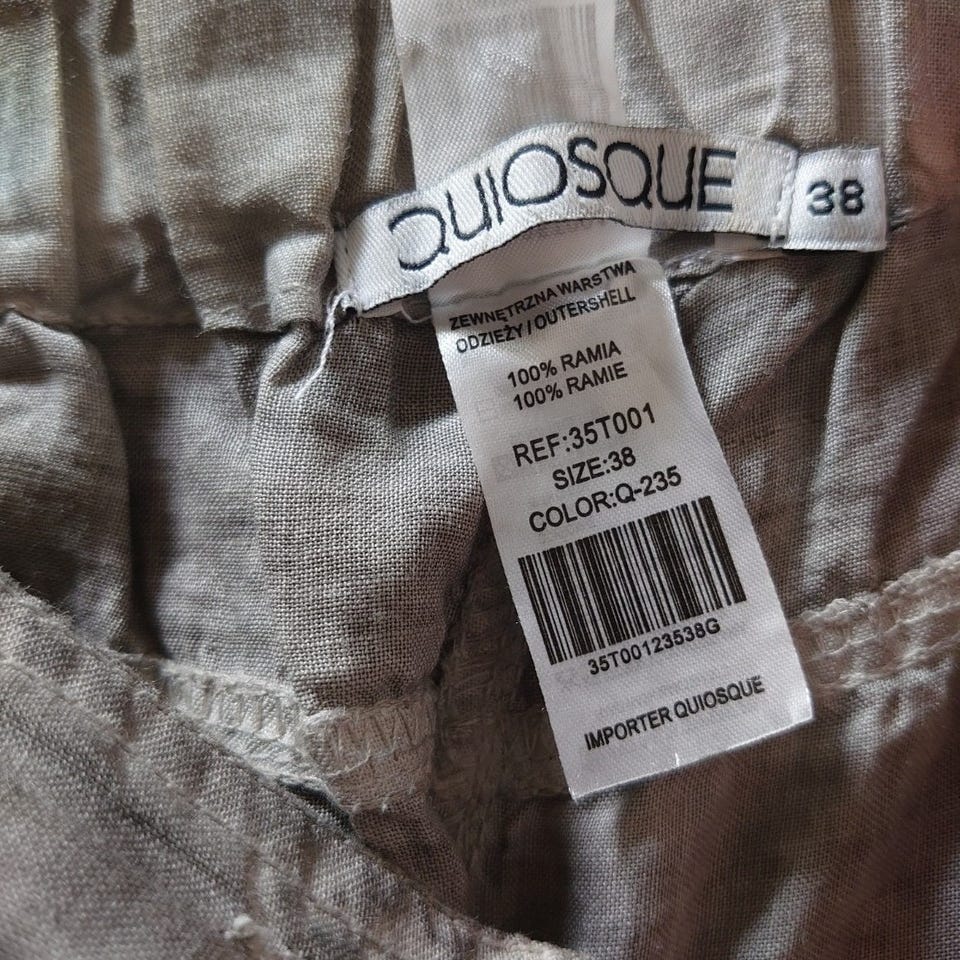 QUIOSQUE
38
ZEWNĘTRZNA WARSTWA
ODZIEŻY / OUTERSHELL
100% RAMIA
100% RAMIE
REF:35T001
SIZE:38
COLOR:Q-235
35T00123538G
IMPORTER QUIOSQUE